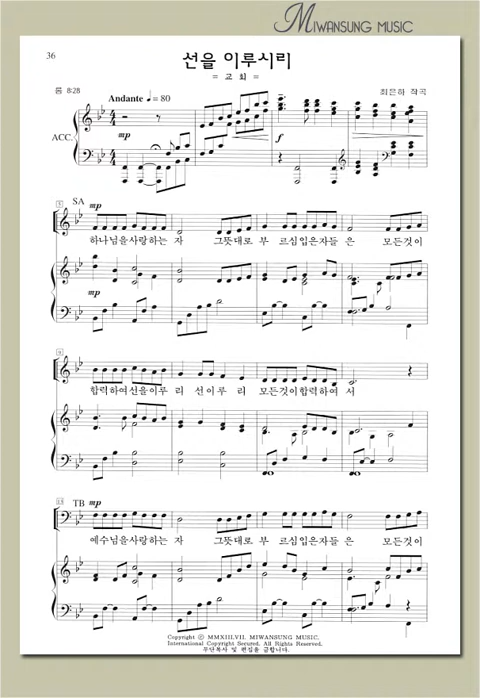 MIWANSUNG MUSIC
36
선을 이루시리
= 교 회 =
롬 8:28
최은하 작곡
Andante ♩= 80
ACC.
mp
f
5
SA
mp
하나님을사랑하는 자 그뜻대로 부 르심입은자들 은 모든것이
mp
9
합력하여선을이루 리 선이루 리 모든것이합력하여 서
13
TB
mp
예수님을사랑하는 자 그뜻대로 부 르심입은자들 은 모든것이
Copyright © MMXIILVII. MIWANSUNG MUSIC.
International Copyright Secured. All Rights Reserved.
무단복사 및 편집을 금합니다.